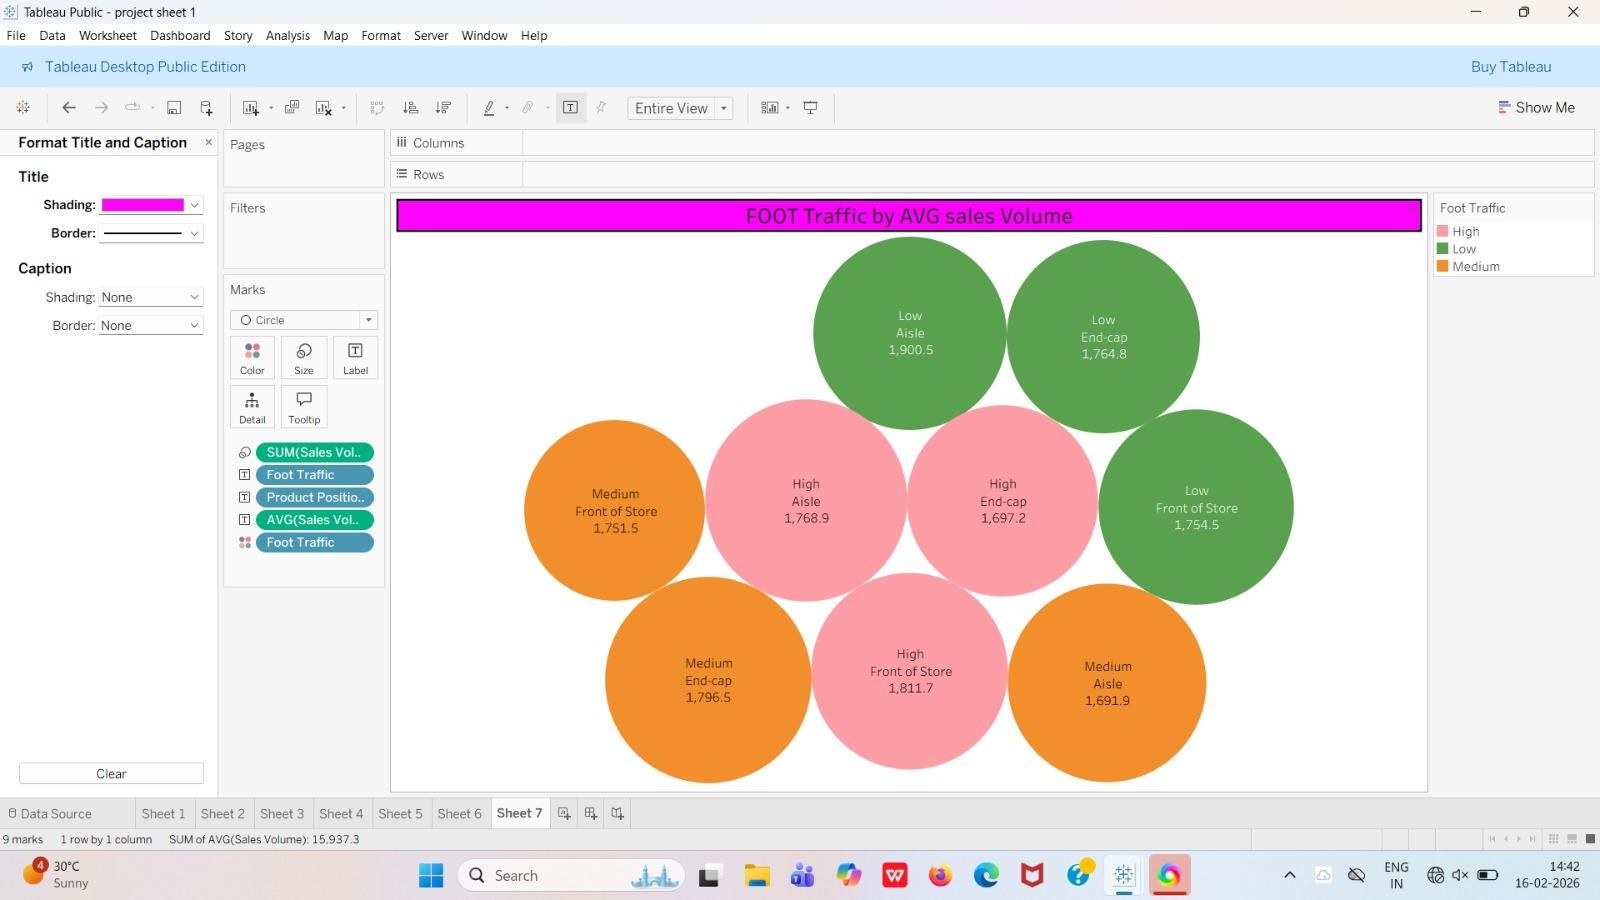 Tableau Public - project sheet 1
File Data Worksheet Dashboard Story Analysis Map Format Server Window Help
Tableau Desktop Public Edition
Buy Tableau
Entire View
Show Me
Format Title and Caption
Title
Shading:
Border:
Caption
Shading: None
Border: None
Clear
Pages
Filters
Marks
Circle
Color Size Label
Detail Tooltip
SUM(Sales Vol..
Foot Traffic
Product Positio..
AVG(Sales Vol..
Foot Traffic
Columns
Rows
FOOT Traffic by AVG sales Volume
Low
Aisle
1,900.5
Low
End-cap
1,764.8
Medium
Front of Store
1,751.5
High
Aisle
1,768.9
High
End-cap
1,697.2
Low
Front of Store
1,754.5
Medium
End-cap
1,796.5
High
Front of Store
1,811.7
Medium
Aisle
1,691.9
Foot Traffic
High
Low
Medium
Data Source Sheet 1 Sheet 2 Sheet 3 Sheet 4 Sheet 5 Sheet 6 Sheet 7
9 marks 1 row by 1 column SUM of AVG(Sales Volume): 15,937.3
4
30°C
Sunny
Search
ENG
IN
14:42
16-02-2026